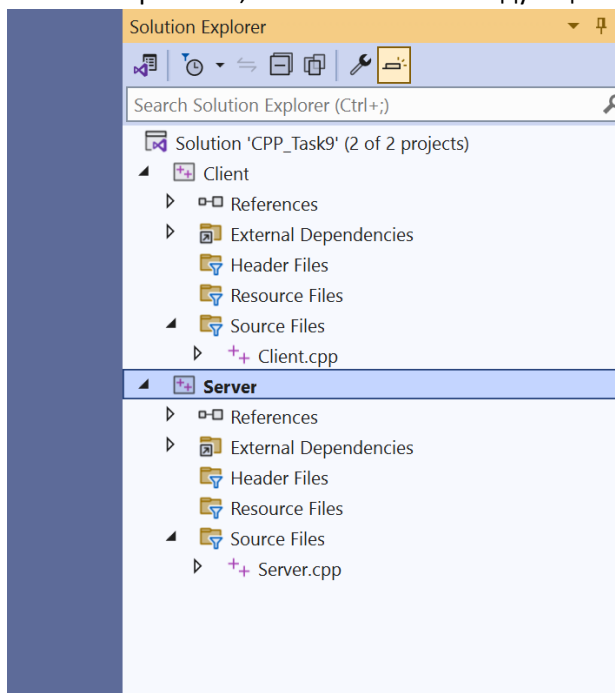 Solution Explorer
Search Solution Explorer (Ctrl+;)
Solution 'CPP_Task9' (2 of 2 projects)
Client
References
External Dependencies
Header Files
Resource Files
Source Files
++ Client.cpp
Server
References
External Dependencies
Header Files
Resource Files
Source Files
++ Server.cpp